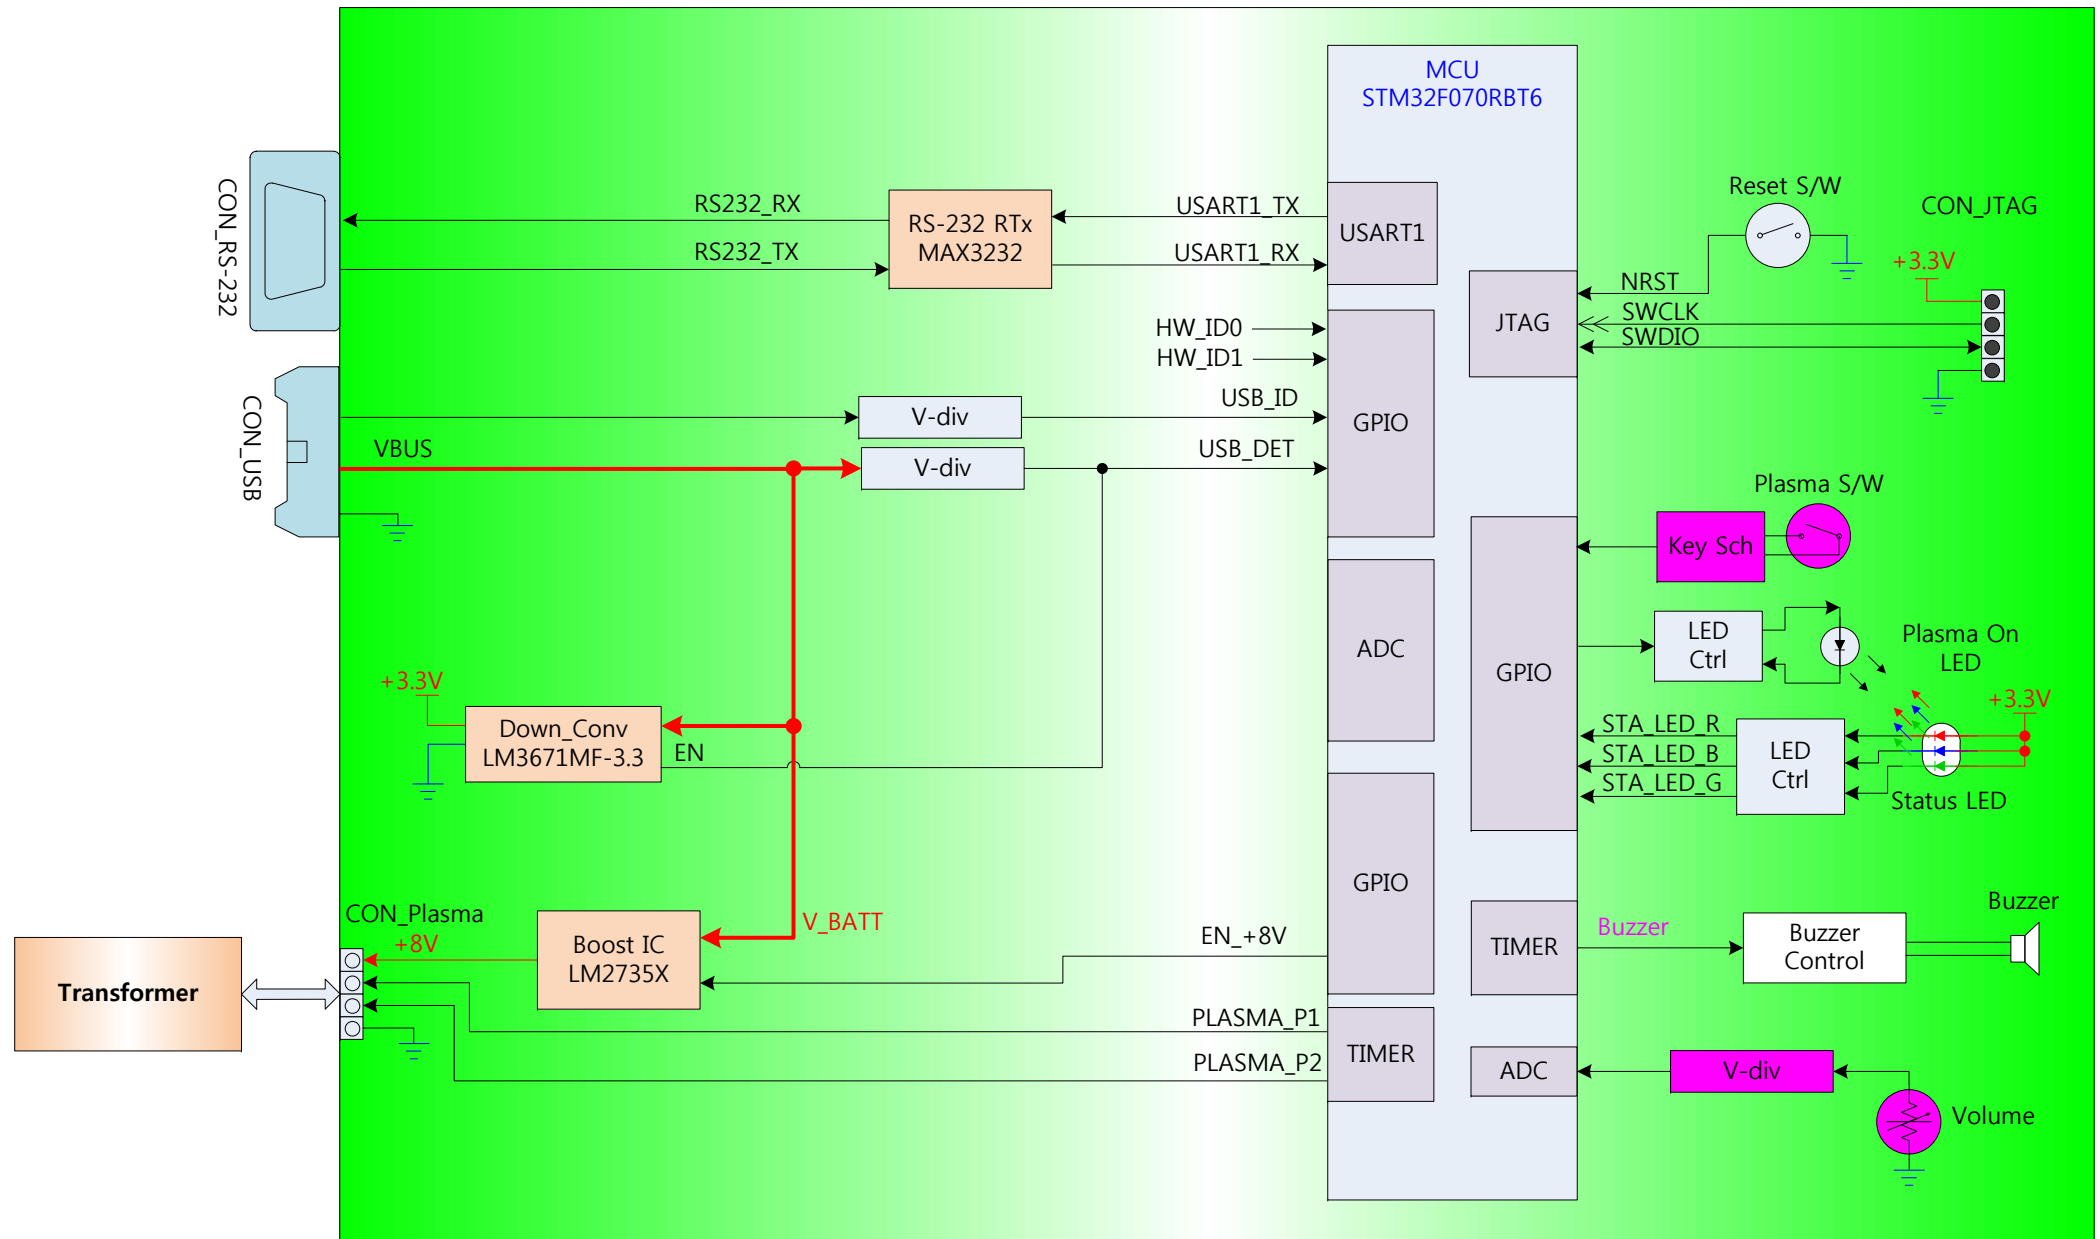 MCU
STM32F070RBT6
CON_RS-232
RS232_RX
RS232_TX
RS-232 RTx
MAX3232
USART1_TX
USART1_RX
USART1
Reset S/W
CON_JTAG
+3.3V
NRST
SWCLK
SWDIO
JTAG
HW_ID0
HW_ID1
GPIO
CON_USB
VBUS
V-div
USB_ID
V-div
USB_DET
Plasma S/W
Key Sch
ADC
GPIO
LED
Ctrl
Plasma On
LED
+3.3V
STA_LED_R
STA_LED_B
STA_LED_G
LED
Ctrl
Status LED
+3.3V
Down_Conv
LM3671MF-3.3
EN
GPIO
CON_Plasma
+8V
Boost IC
LM2735X
V_BATT
EN_+8V
Transformer
TIMER
Buzzer
Buzzer
Control
Buzzer
PLASMA_P1
PLASMA_P2
TIMER
ADC
V-div
Volume